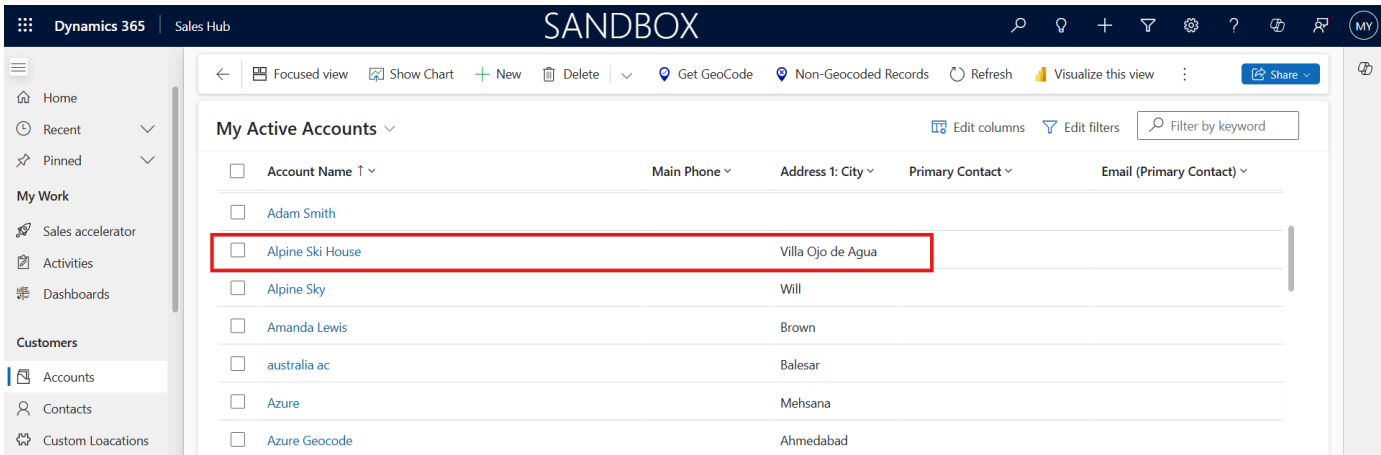 Dynamics 365 Sales Hub SANDBOX MY
Focused view Show Chart New Delete Get GeoCode Non-Geocoded Records Refresh Visualize this view Share
Home
Recent
Pinned
My Work
Sales accelerator
Activities
Dashboards
Customers
Accounts
Contacts
Custom Loacations
My Active Accounts Edit columns Edit filters Filter by keyword
Account Name ↑ Main Phone Address 1: City Primary Contact Email (Primary Contact)
Adam Smith
Alpine Ski House Villa Ojo de Agua
Alpine Sky Will
Amanda Lewis Brown
australia ac Balesar
Azure Mehsana
Azure Geocode Ahmedabad